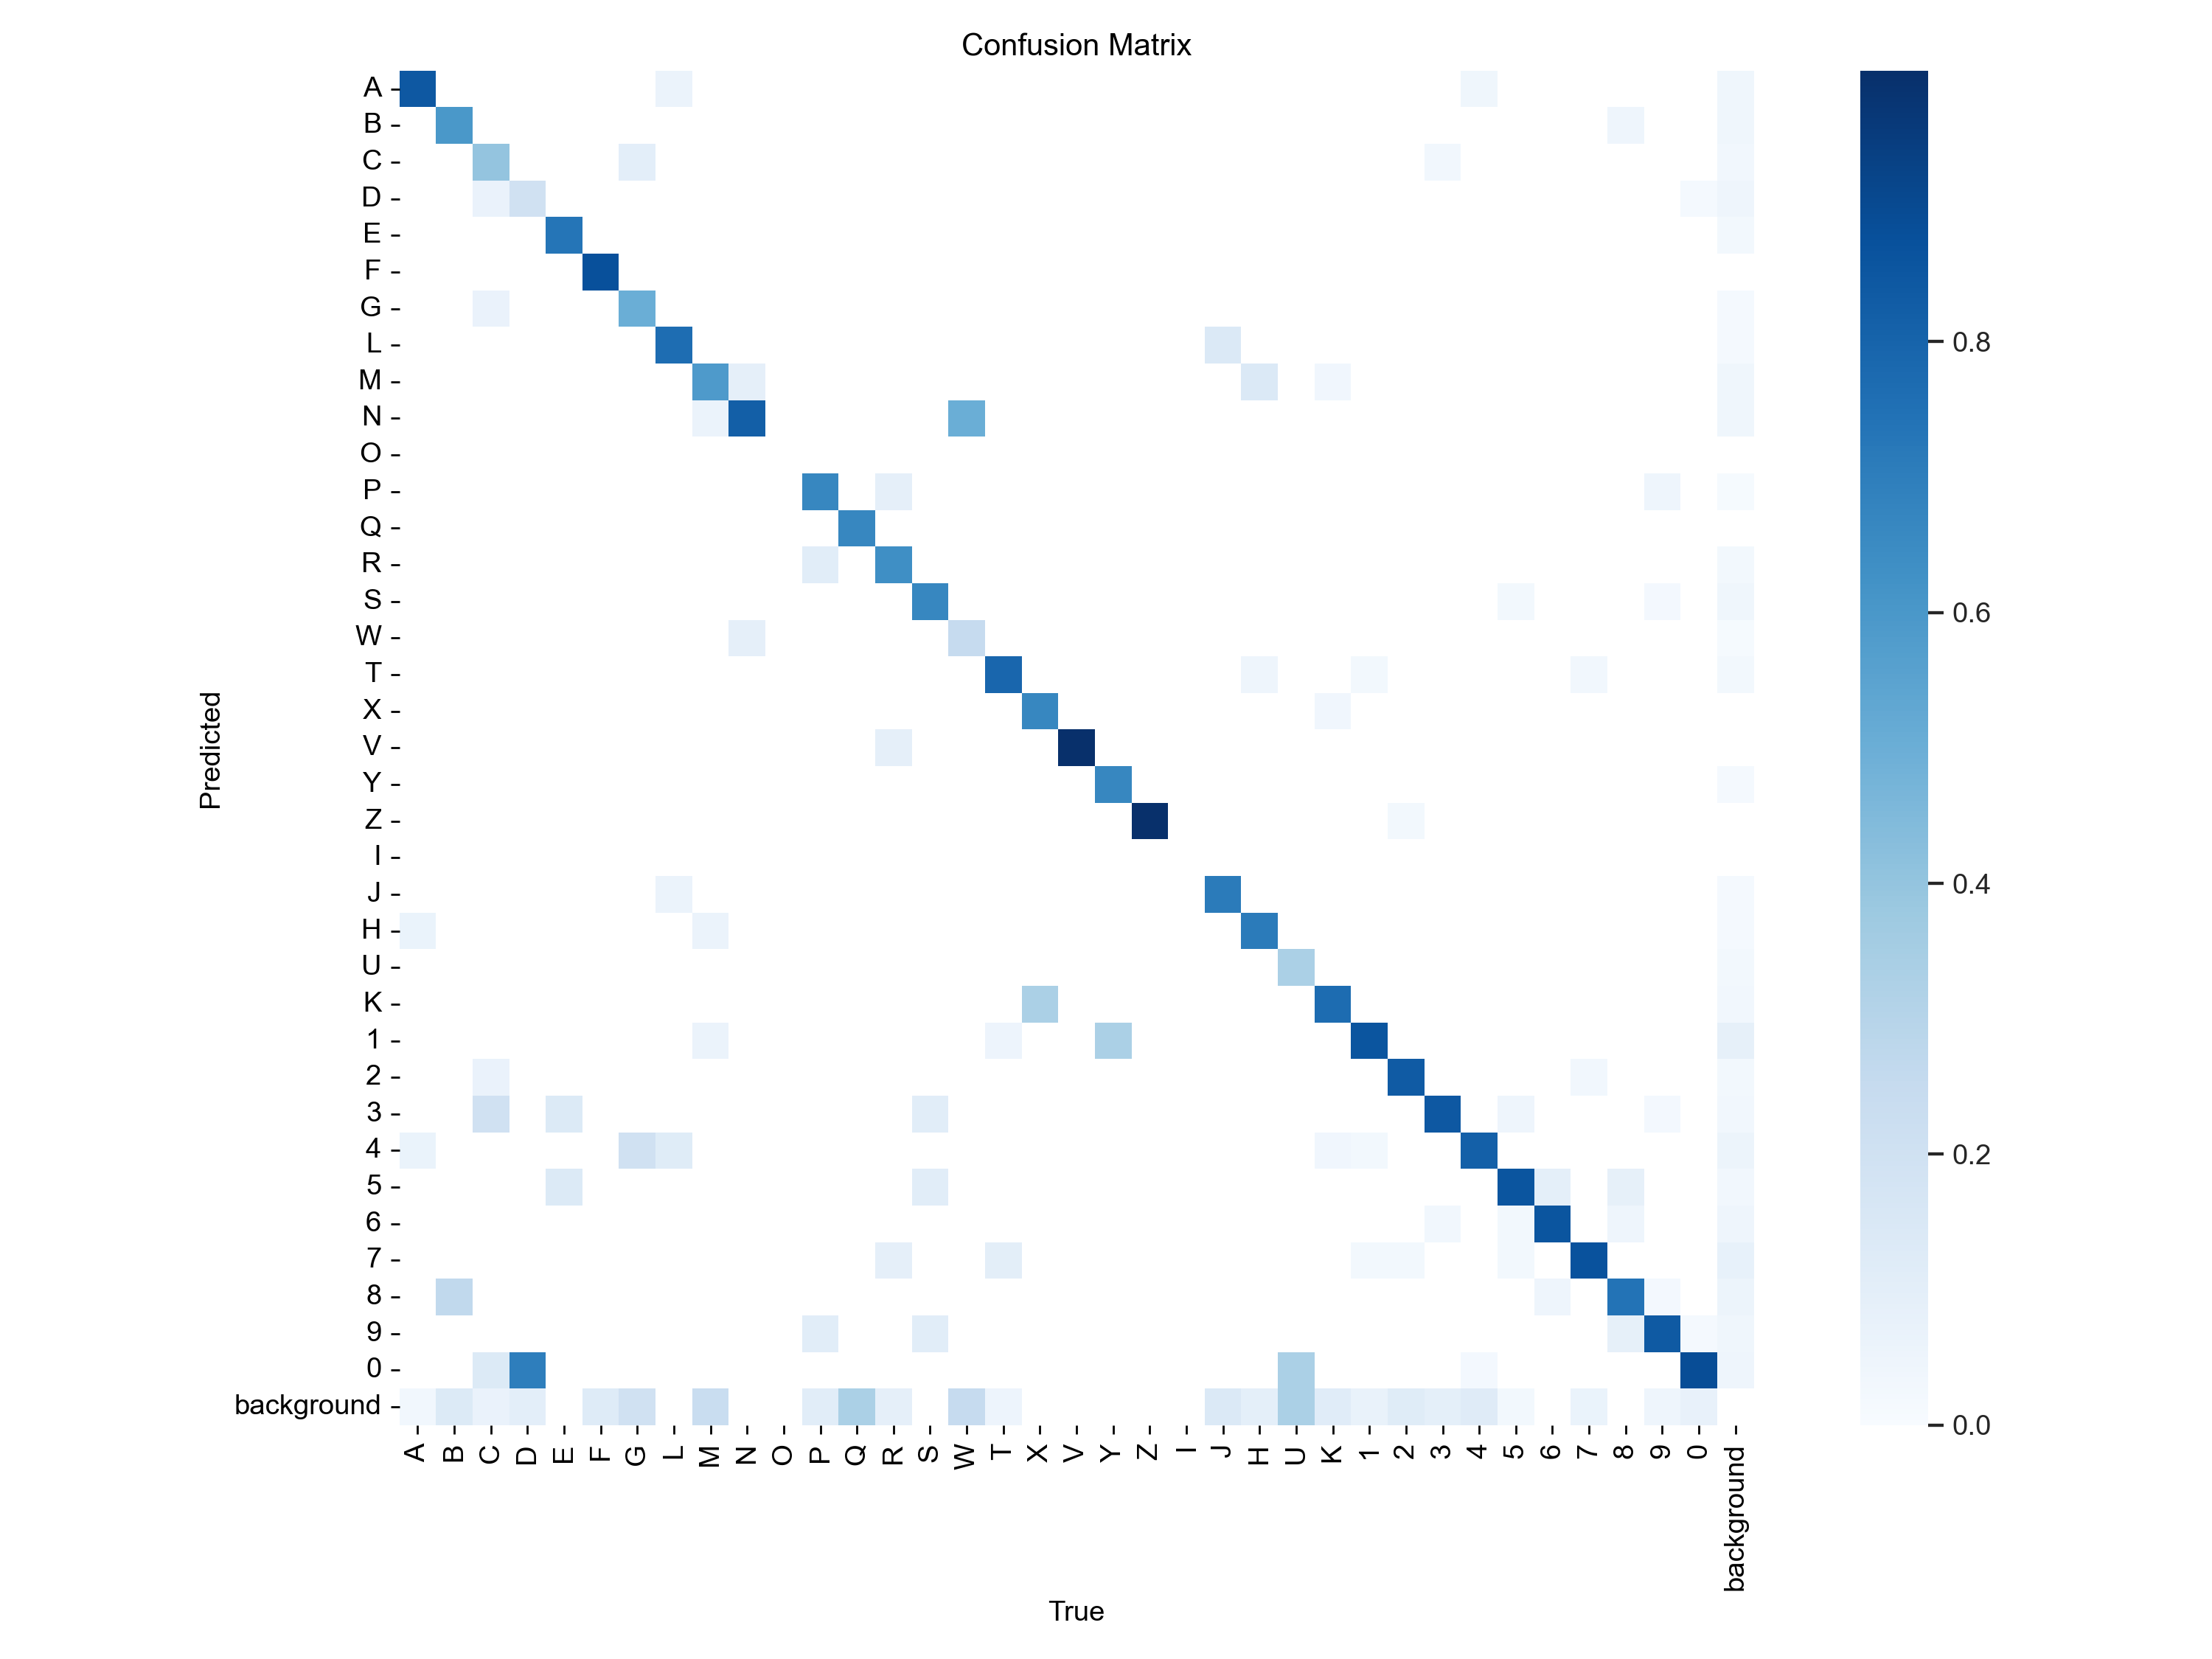 Confusion Matrix
A
B
C
D
E
F
G
L
M
N
O
P
Q
R
S
W
T
X
V
Y
Z
I
J
H
U
K
1
2
3
4
5
6
7
8
9
0
background
Predicted
A B C D E F G L M N O P Q R S W T X V Y Z I J H U K 1 2 3 4 5 6 7 8 9 0 background
True
0.8
0.6
0.4
0.2
0.0